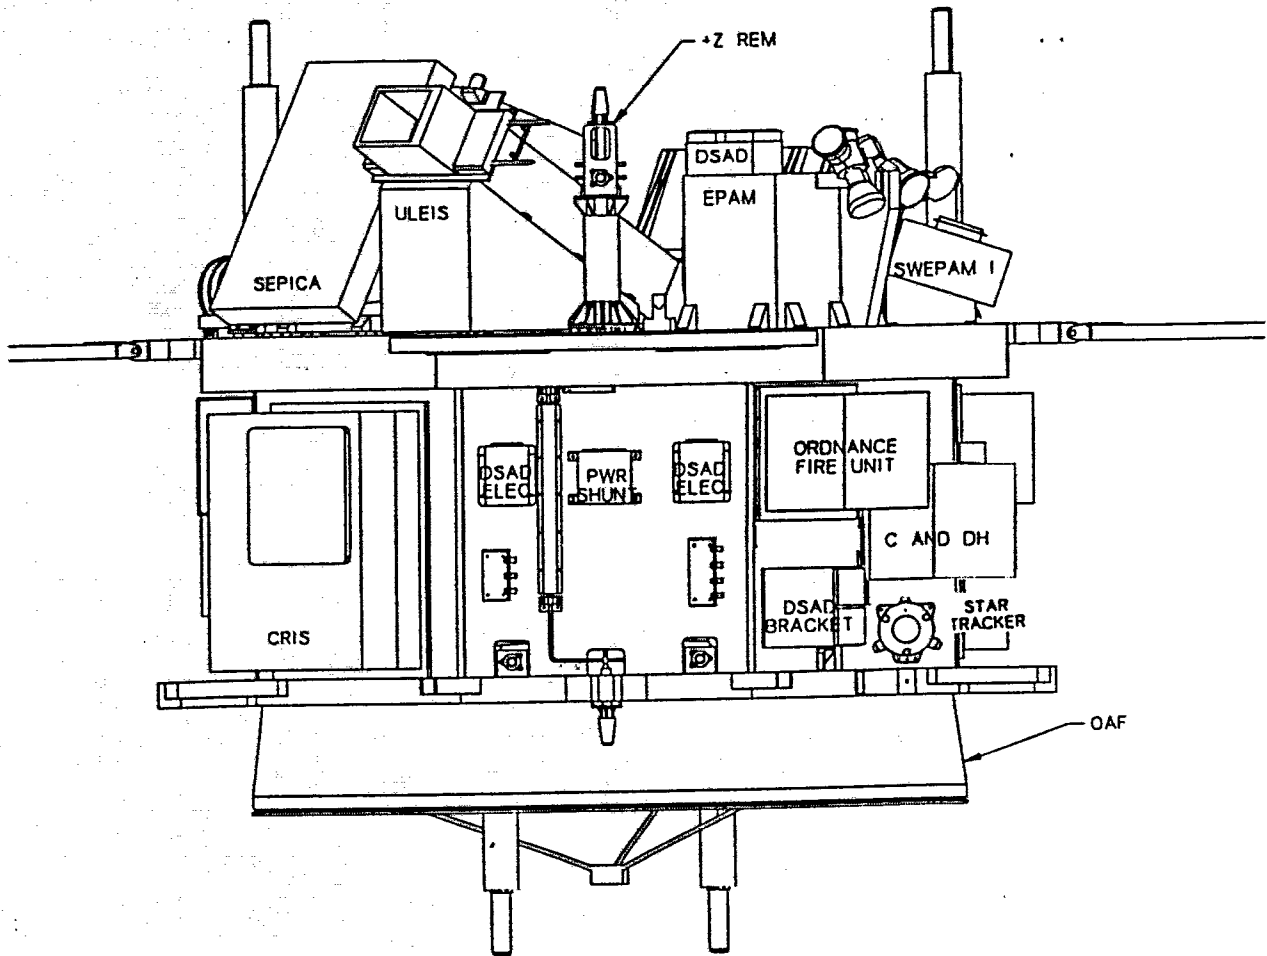 +Z REM
DSAD
EPAM
ULEIS
SEPICA
SWEPAM I
ORDNANCE
FIRE UNIT
DSAD
ELEC
PWR
SHUNT
DSAD
ELEC
C AND DH
CRIS
DSAD
BRACKET
STAR
TRACKER
OAF